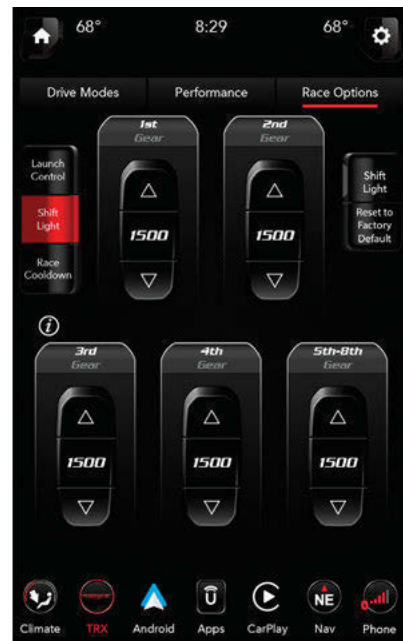 68°
8:29
68°
Drive Modes
Performance
Race Options
1st
Gear
1500
2nd
Gear
1500
Launch
Control
Shift
Light
Race
Cooldown
Shift
Light
Reset to
Factory
Default
i
3rd
Gear
1500
4th
Gear
1500
5th-8th
Gear
1500
U
NE
Climate
TRX
Android
Apps
CarPlay
Nav
Phone